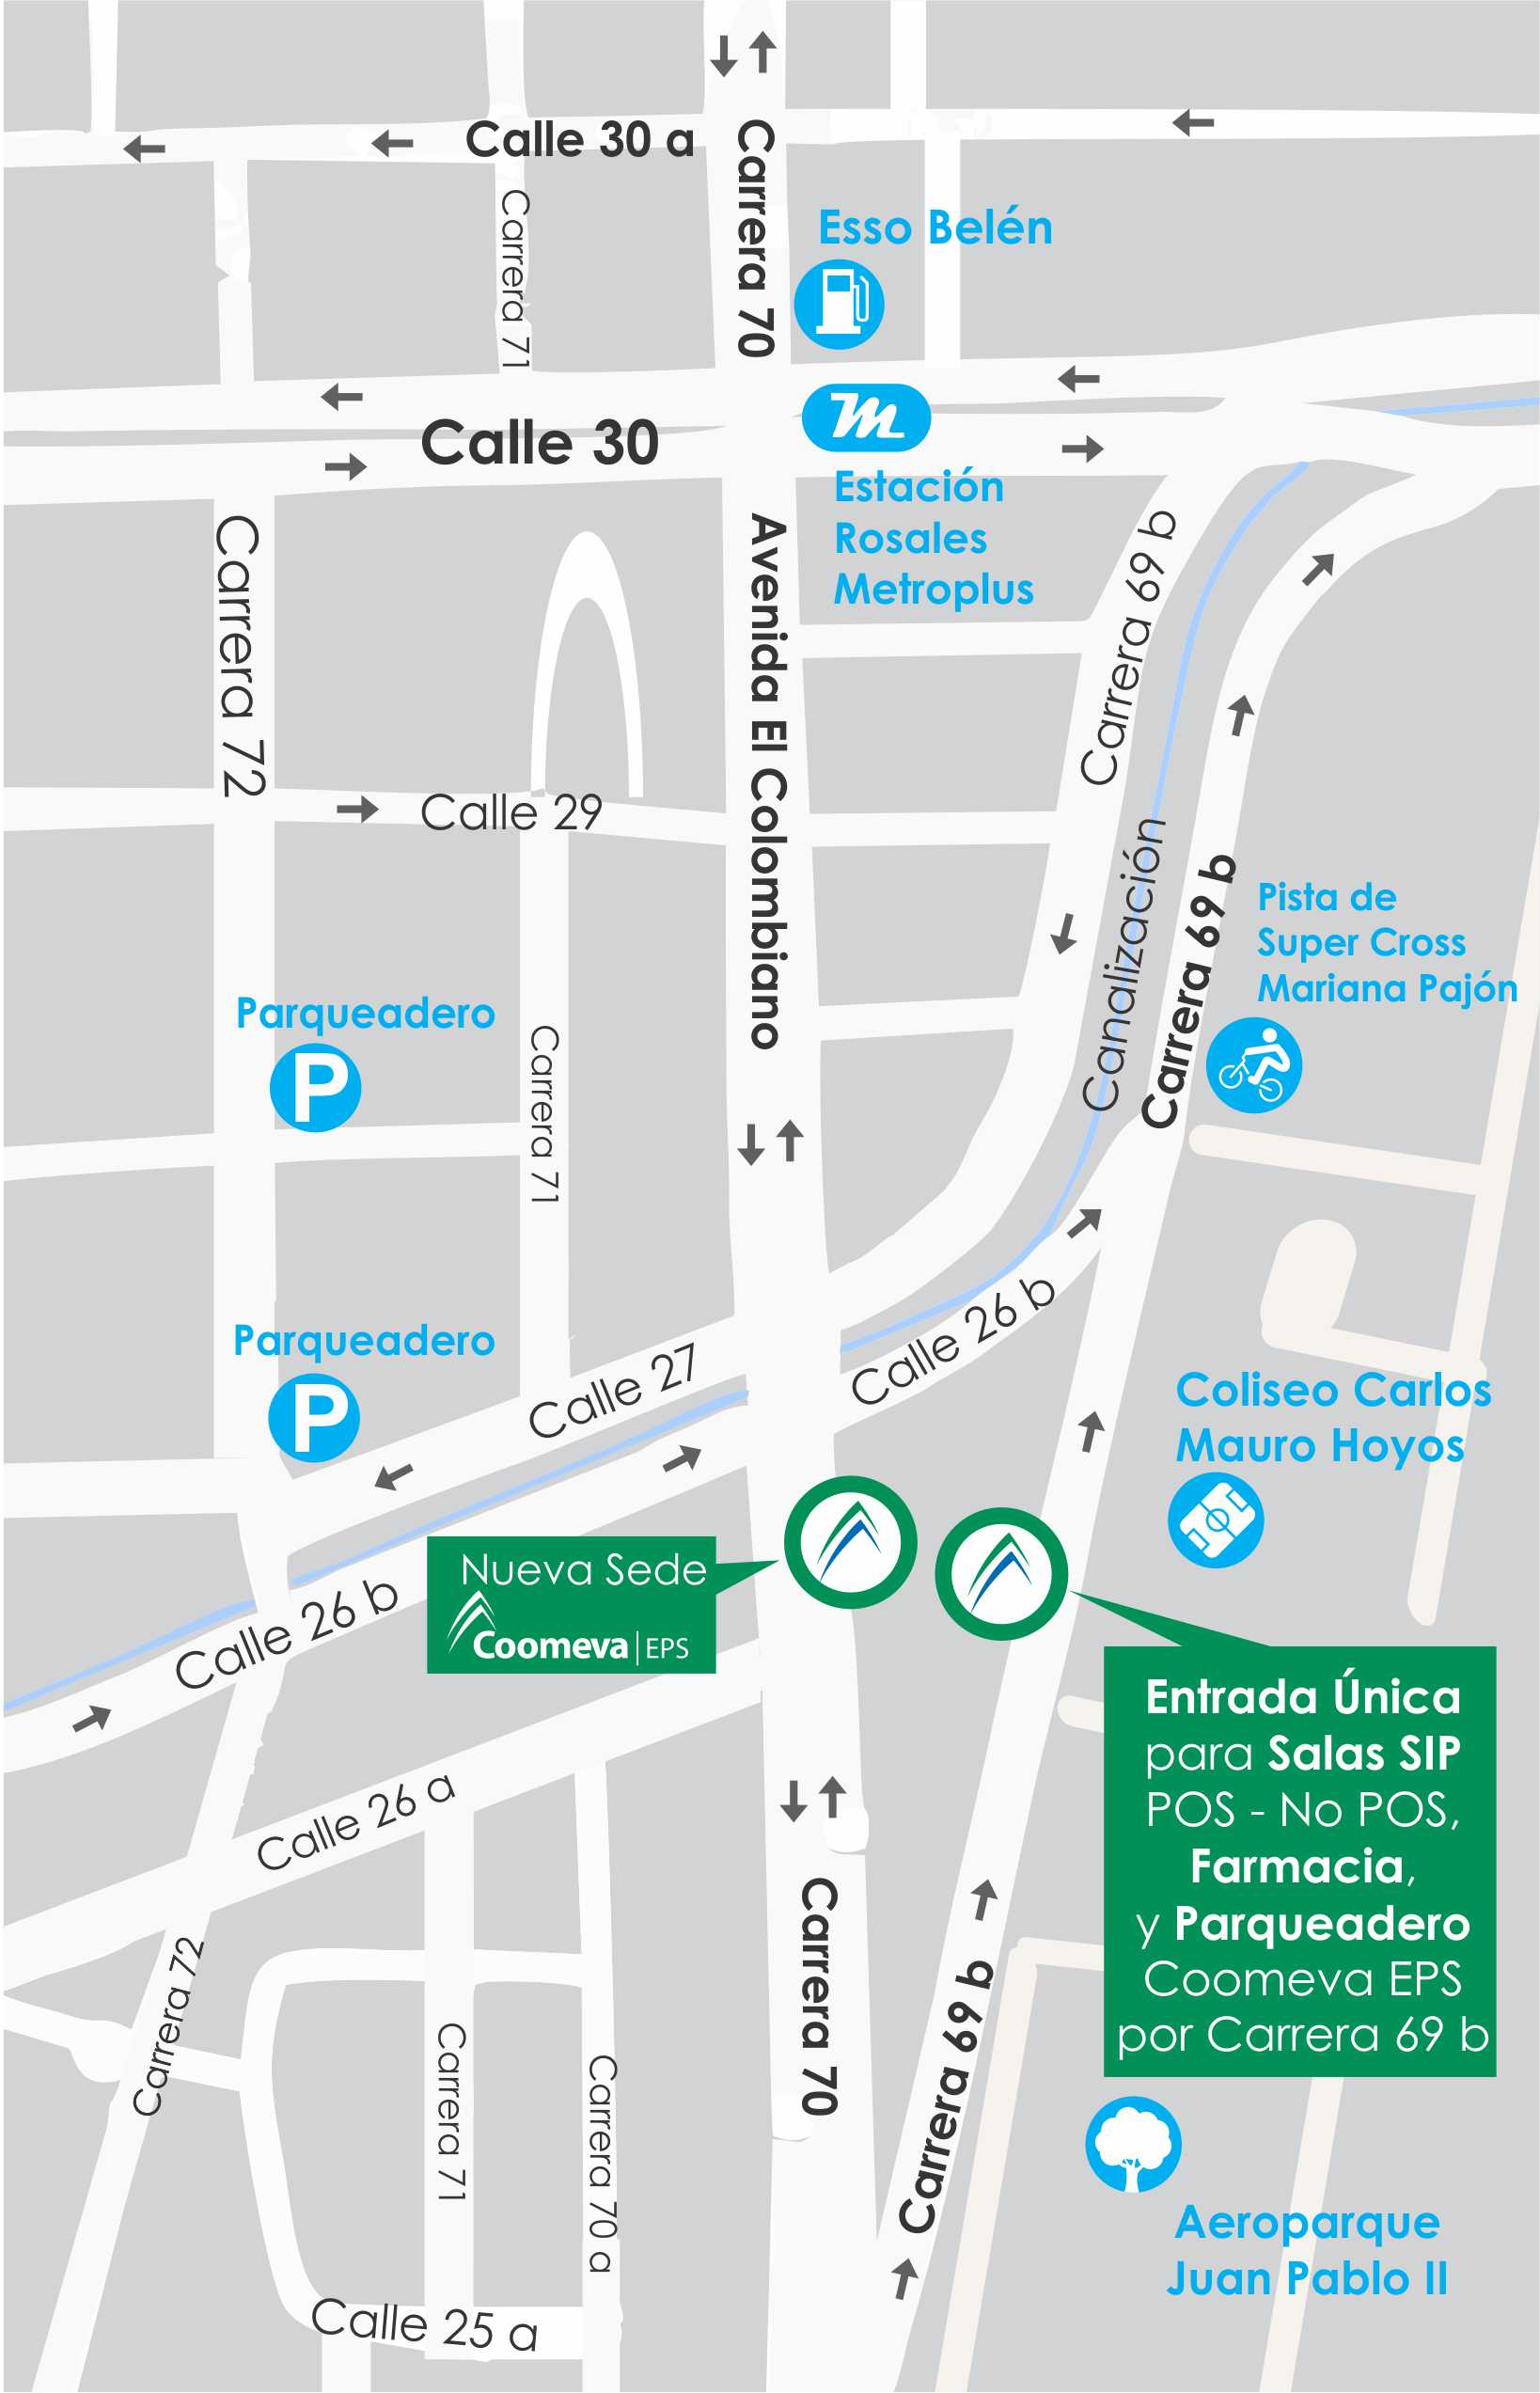 Calle 30 a
Carrera 70
Carrera 71
Esso Belén
Calle 30
m
Estación
Rosales
Metroplus
Carrera 72
Avenida El Colombiano
Carrera 69 b
Calle 29
Canalización
Carrera 69 b
Pista de
Super Cross
Mariana Pajón
Parqueadero
P
Carrera 71
Parqueadero
P
Calle 27
Calle 26 b
Coliseo Carlos
Mauro Hoyos
Nueva Sede
Coomeva EPS
Calle 26 b
Entrada Única
para Salas SIP
POS - No POS,
Farmacia,
y Parqueadero
Coomeva EPS
por Carrera 69 b
Calle 26 a
Carrera 70
Carrera 72
Carrera 69 b
Carrera 71
Carrera 70 a
Aeroparque
Juan Pablo II
Calle 25 a